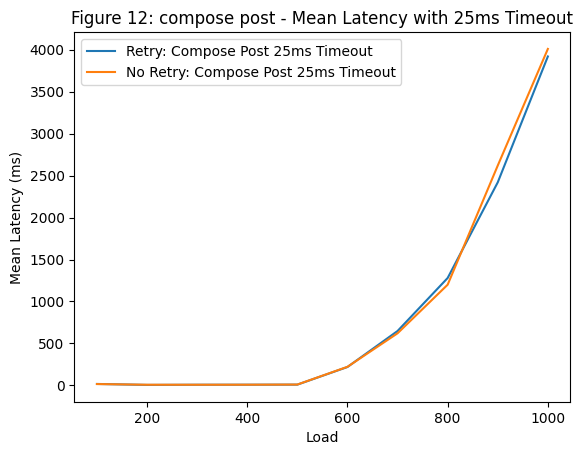 Figure 12: compose post - Mean Latency with 25ms Timeout
Retry: Compose Post 25ms Timeout
No Retry: Compose Post 25ms Timeout
Mean Latency (ms)
4000
3500
3000
2500
2000
1500
1000
500
0
200 400 600 800 1000
Load